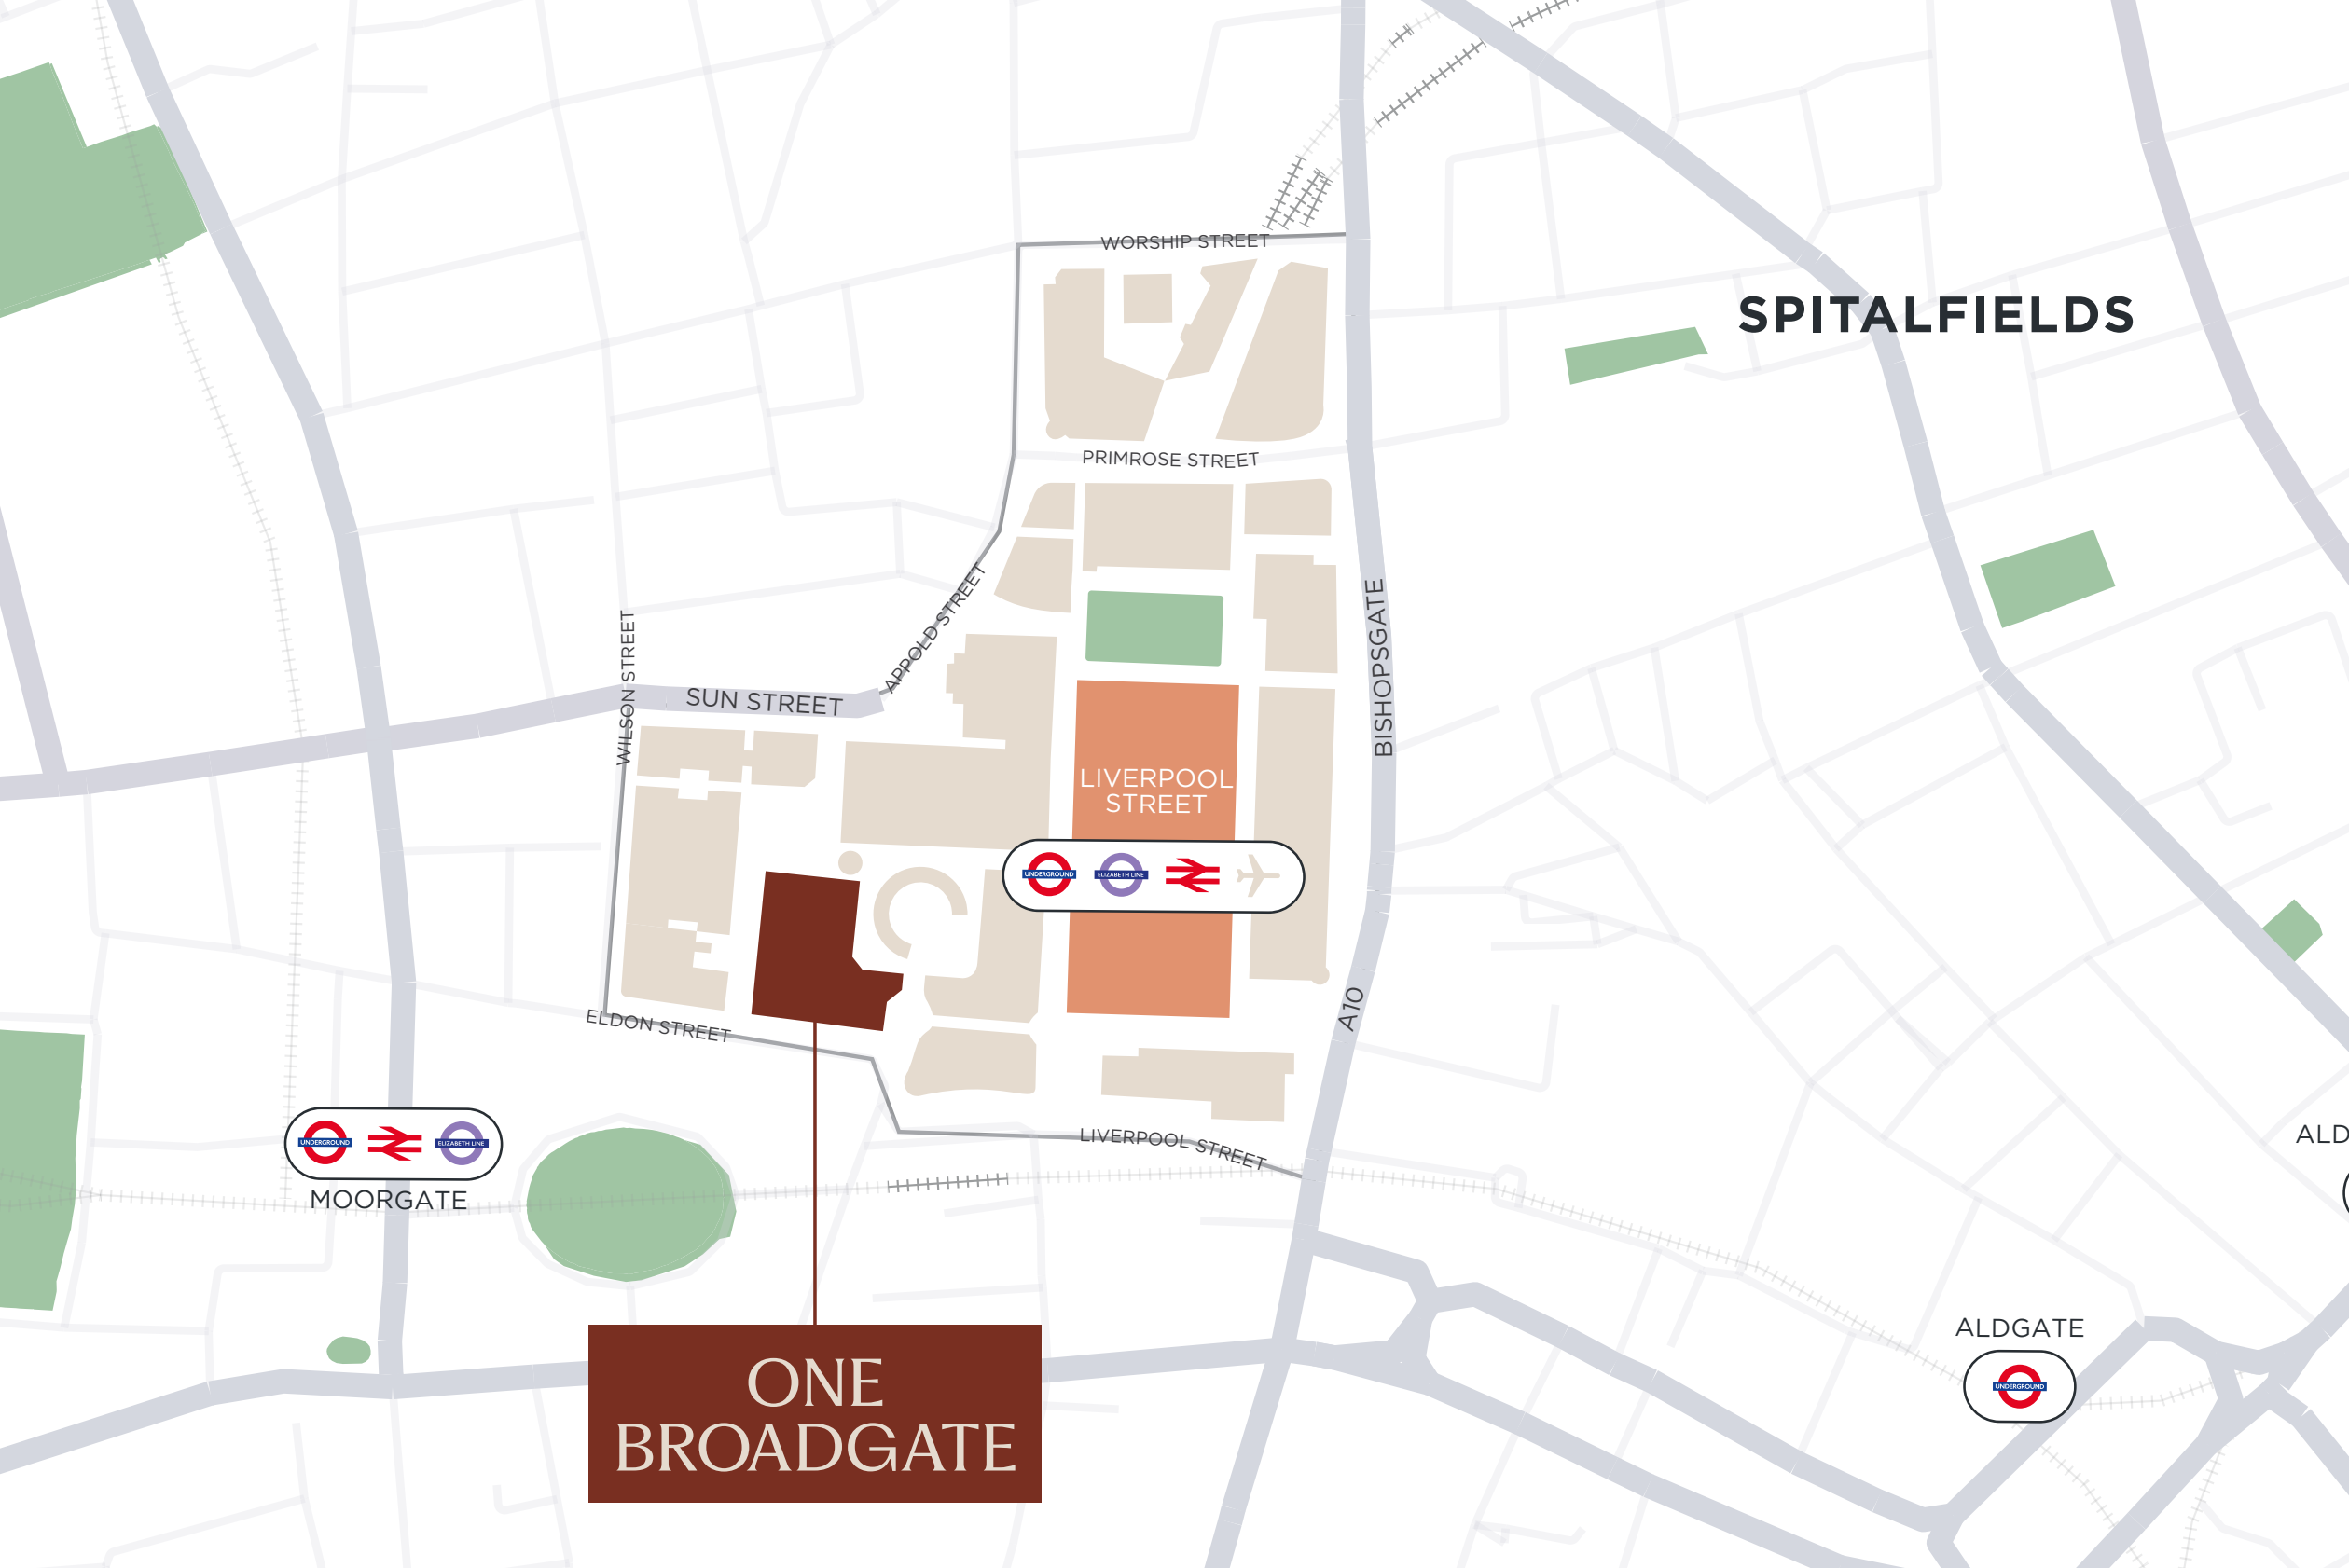 WORSHIP STREET
SPITALFIELDS
PRIMROSE STREET
APPOLD STREET
WILSON STREET
SUN STREET
BISHOPSGATE
LIVERPOOL
STREET
UNDERGROUND
ELIZABETH LINE
A10
ELDON STREET
LIVERPOOL STREET
UNDERGROUND
ELIZABETH LINE
MOORGATE
ALD
ALDGATE
UNDERGROUND
ONE
BROADGATE